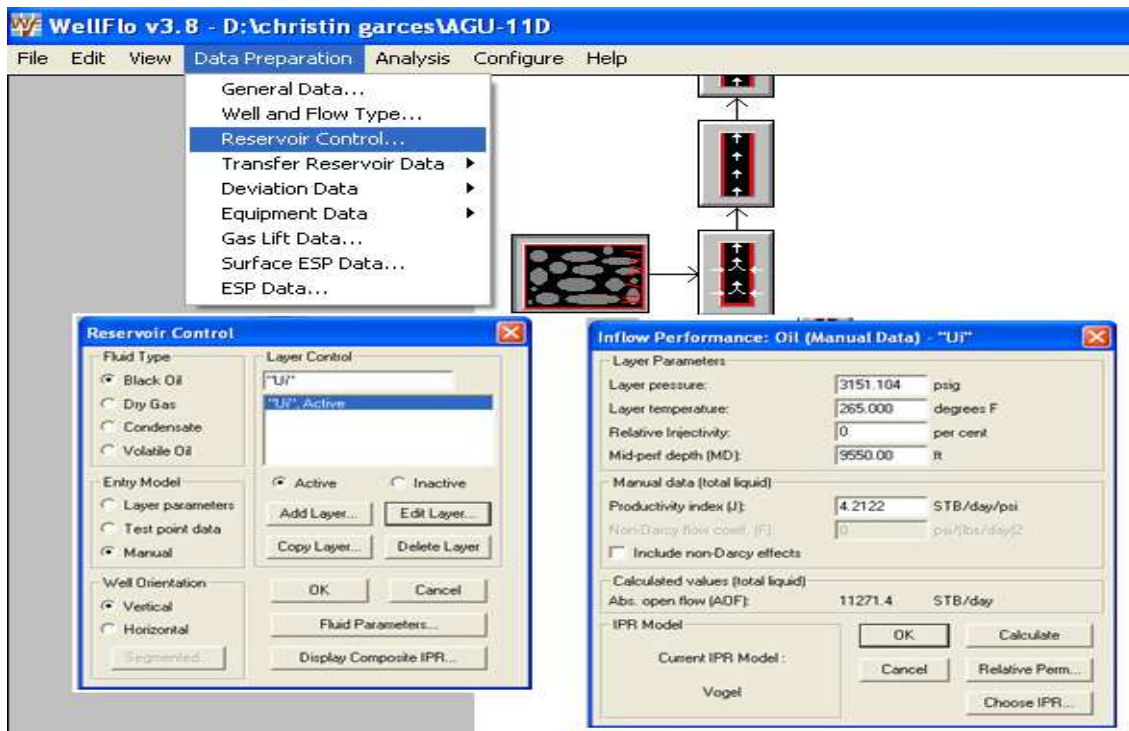 WellFlo v3.8 - D:\christin garces\AGU-11D
File Edit View Data Preparation Analysis Configure Help
General Data...
Well and Flow Type...
Reservoir Control...
Transfer Reservoir Data
Deviation Data
Equipment Data
Gas Lift Data...
Surface ESP Data...
ESP Data...
Reservoir Control
Fluid Type
Black Oil
Dry Gas
Condensate
Volatile Oil
Entry Model
Layer parameters
Test point data
Manual
Well Orientation
Vertical
Horizontal
Segmented...
Layer Control
"Ui"
"Ui", Active
Active Inactive
Add Layer... Edit Layer...
Copy Layer... Delete Layer
OK Cancel
Fluid Parameters...
Display Composite IPR...
Inflow Performance: Oil (Manual Data) - "Ui"
Layer Parameters
Layer pressure: 3151.104 psig
Layer temperature: 265.000 degrees F
Relative Injectivity: 0 per cent
Mid-perf depth (MD): 9550.00 ft
Manual data (total liquid)
Productivity index (J): 4.2122 STB/day/psi
Non-Darcy flow coeff. (F) 0
Include non-Darcy effects
Calculated values (total liquid)
Abs. open flow (AOF): 11271.4 STB/day
IPR Model
Current IPR Model :
Vogel
OK Calculate
Cancel Relative Perm...
Choose IPR...